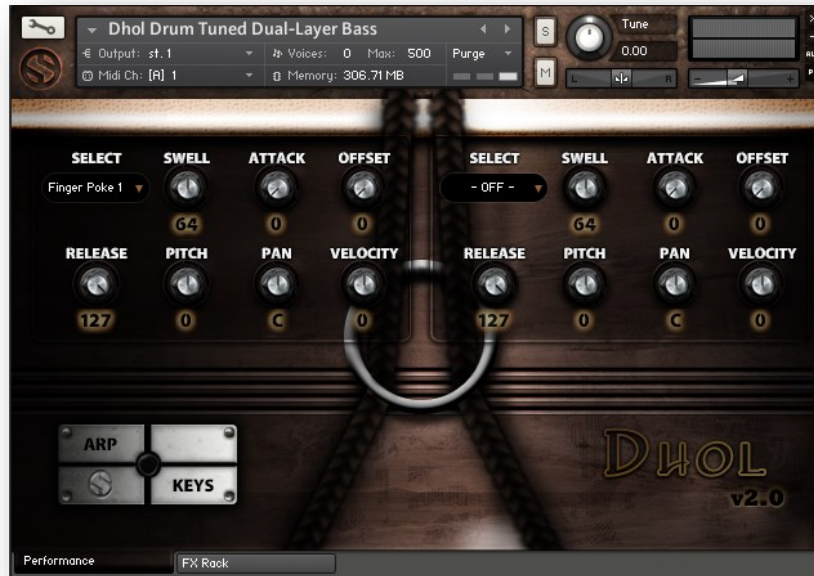 Dhol Drum Tuned Dual-Layer Bass
Output: st.1 Voices: 0 Max: 500 Purge
Midi Ch: [A] 1 Memory: 306.71 MB
S
M
Tune
0.00
L R
- +
SELECT SWELL ATTACK OFFSET SELECT SWELL ATTACK OFFSET
Finger Poke 1 - OFF -
64 0 0 64 0 0
RELEASE PITCH PAN VELOCITY RELEASE PITCH PAN VELOCITY
127 0 C 0 127 0 C 0
ARP
KEYS
DHOL
v2.0
Performance FX Rack